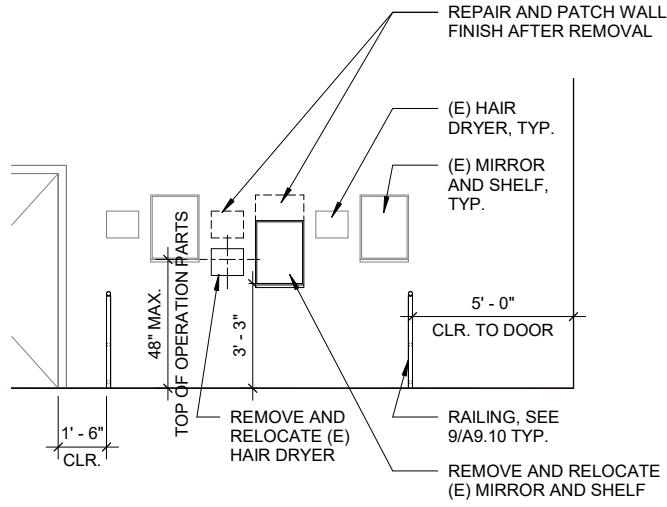 REPAIR AND PATCH WALL
FINISH AFTER REMOVAL
(E) HAIR
DRYER, TYP.
(E) MIRROR
AND SHELF,
TYP.
48" MAX.
TOP OF OPERATION PARTS
3' - 3"
5' - 0"
CLR. TO DOOR
1' - 6"
CLR.
REMOVE AND
RELOCATE (E)
HAIR DRYER
RAILING, SEE
9/A9.10 TYP.
REMOVE AND RELOCATE
(E) MIRROR AND SHELF